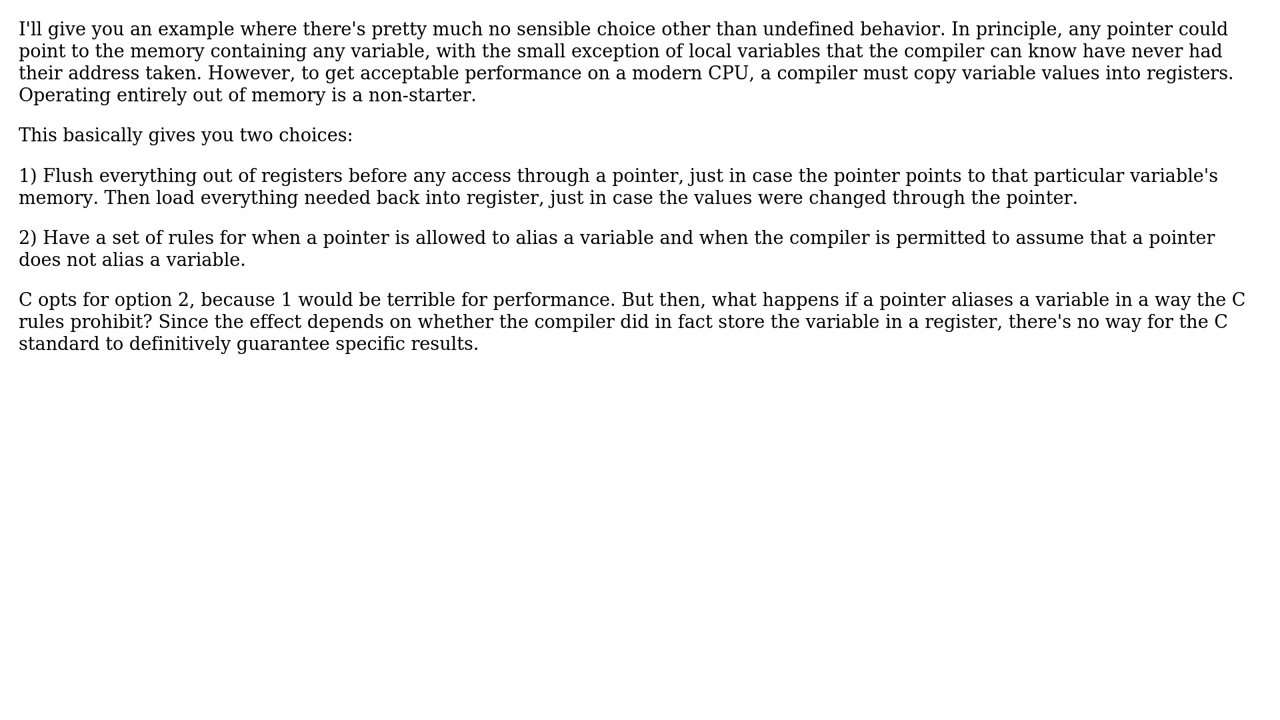 I'll give you an example where there's pretty much no sensible choice other than undefined behavior. In principle, any pointer could
point to the memory containing any variable, with the small exception of local variables that the compiler can know have never had
their address taken. However, to get acceptable performance on a modern CPU, a compiler must copy variable values into registers.
Operating entirely out of memory is a non-starter.
This basically gives you two choices:
1) Flush everything out of registers before any access through a pointer, just in case the pointer points to that particular variable's
memory. Then load everything needed back into register, just in case the values were changed through the pointer.
2) Have a set of rules for when a pointer is allowed to alias a variable and when the compiler is permitted to assume that a pointer
does not alias a variable.
C opts for option 2, because 1 would be terrible for performance. But then, what happens if a pointer aliases a variable in a way the C
rules prohibit? Since the effect depends on whether the compiler did in fact store the variable in a register, there's no way for the C
standard to definitively guarantee specific results.